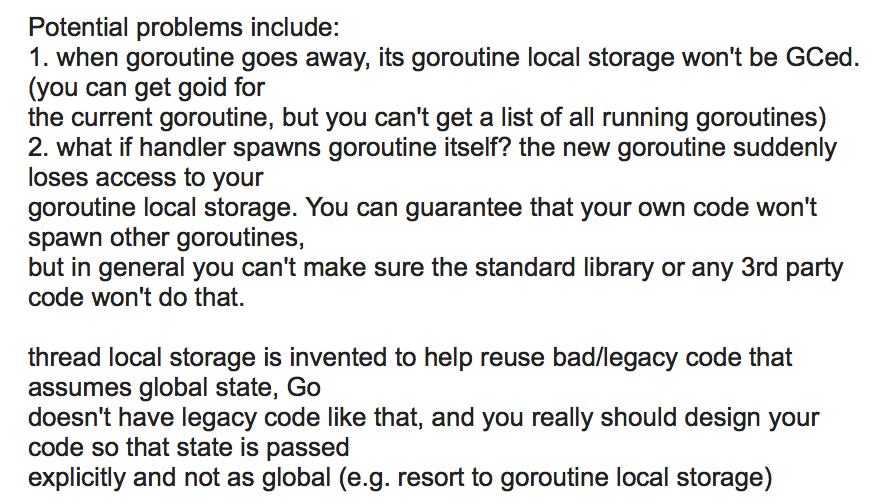 Potential problems include:
1. when goroutine goes away, its goroutine local storage won't be GCed.
(you can get goid for
the current goroutine, but you can't get a list of all running goroutines)
2. what if handler spawns goroutine itself? the new goroutine suddenly
loses access to your
goroutine local storage. You can guarantee that your own code won't
spawn other goroutines,
but in general you can't make sure the standard library or any 3rd party
code won't do that.

thread local storage is invented to help reuse bad/legacy code that
assumes global state, Go
doesn't have legacy code like that, and you really should design your
code so that state is passed
explicitly and not as global (e.g. resort to goroutine local storage)